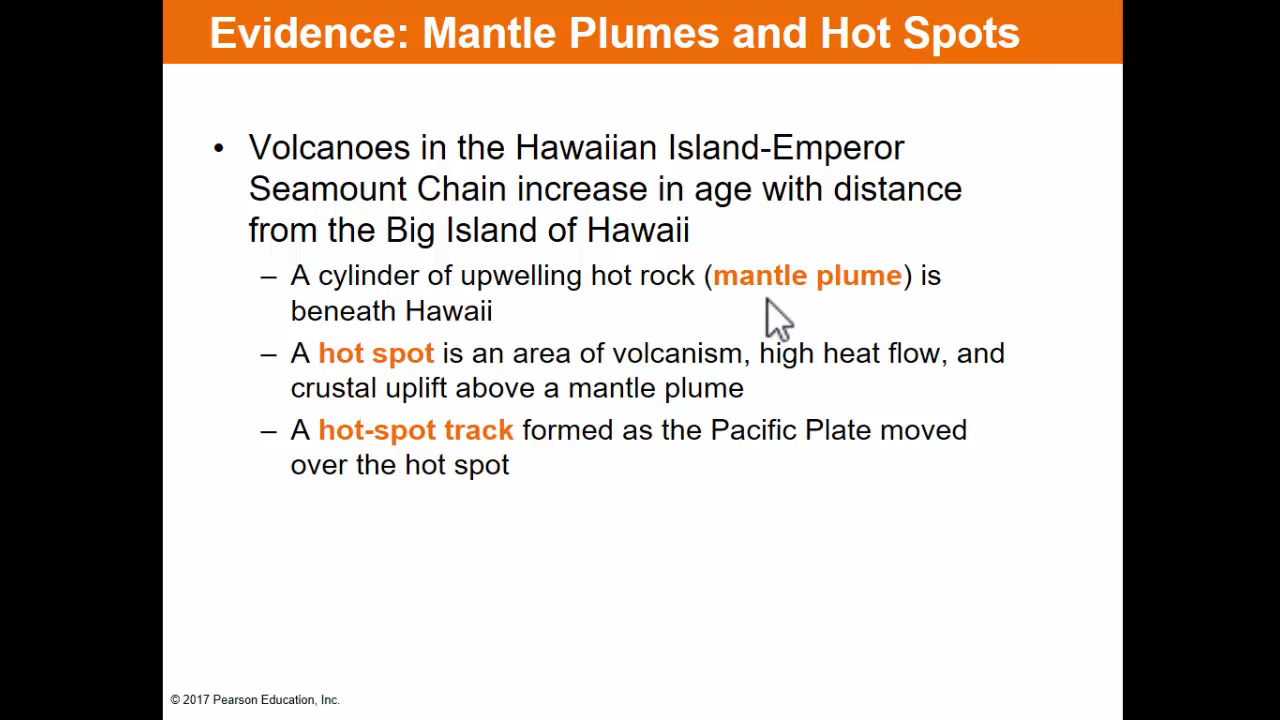 Evidence: Mantle Plumes and Hot Spots
• Volcanoes in the Hawaiian Island-Emperor
Seamount Chain increase in age with distance
from the Big Island of Hawaii
– A cylinder of upwelling hot rock (mantle plume) is
beneath Hawaii
– A hot spot is an area of volcanism, high heat flow, and
crustal uplift above a mantle plume
– A hot-spot track formed as the Pacific Plate moved
over the hot spot
© 2017 Pearson Education, Inc.